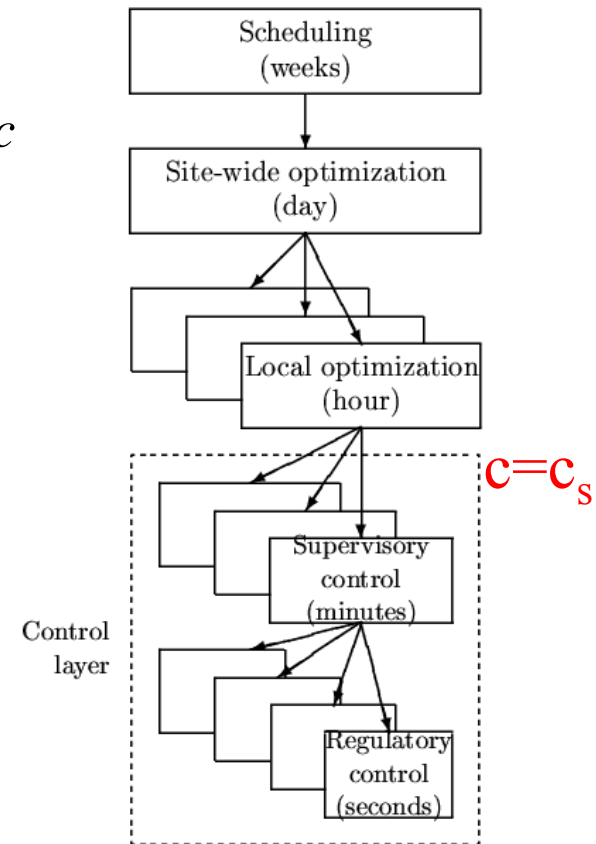 Scheduling
(weeks)
c
Site-wide optimization
(day)
Local optimization
(hour)
c=cs
Supervisory
control
(minutes)
Control
layer
Regulatory
control
(seconds)